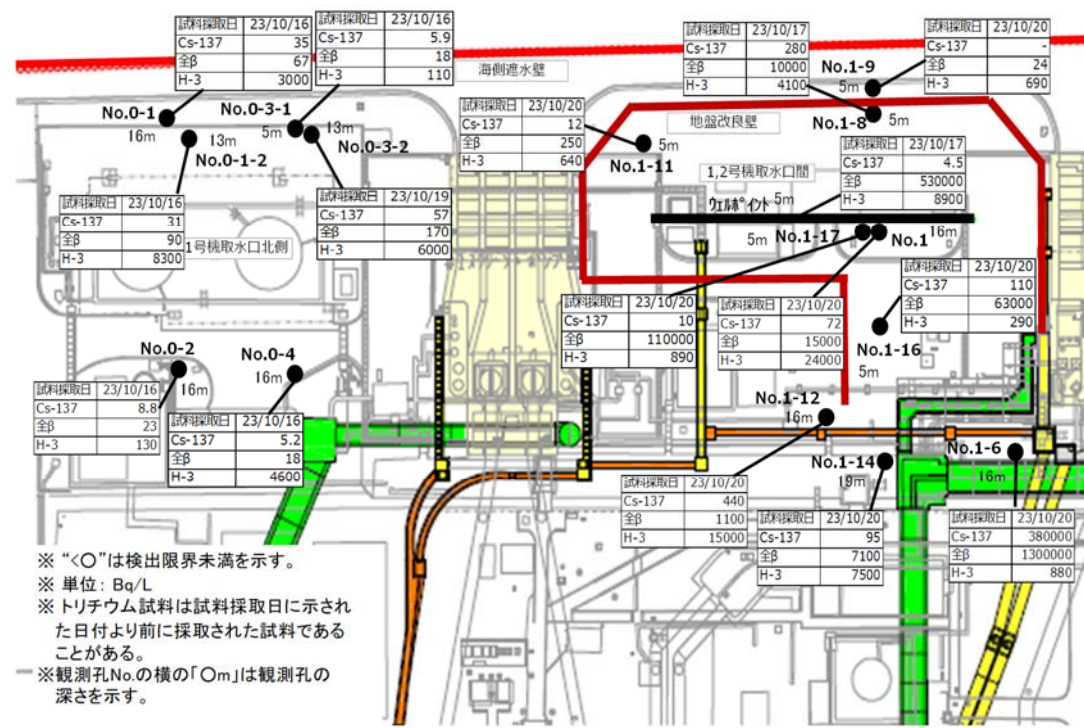 試料採取日 23/10/16
Cs-137 35
全β 67
H-3 3000
試料採取日 23/10/16
Cs-137 5.9
全β 18
H-3 110
試料採取日 23/10/17
Cs-137 280
全β 10000
H-3 4100
試料採取日 23/10/20
Cs-137 -
全β 24
H-3 690
海側遮水壁
No.0-1
16m
No.0-3-1
5m
13m
No.0-1-2
13m
No.0-3-2
No.1-9
5m
No.1-8
5m
地盤改良壁
試料採取日 23/10/20
Cs-137 12
全β 250
H-3 640
5m
No.1-11
1,2号機取水口間
試料採取日 23/10/17
Cs-137 4.5
全β 530000
H-3 8900
ウェルポイント 5m
試料採取日 23/10/16
Cs-137 31
全β 90
H-3 8300
1号機取水口北側
試料採取日 23/10/19
Cs-137 57
全β 170
H-3 6000
5m No.1-17
No.1
16m
試料採取日 23/10/20
Cs-137 110
全β 63000
H-3 290
試料採取日 23/10/20
Cs-137 10
全β 110000
H-3 890
試料採取日 23/10/20
Cs-137 72
全β 15000
H-3 24000
No.1-16
5m
No.0-2
16m
No.0-4
16m
試料採取日 23/10/16
Cs-137 8.8
全β 23
H-3 130
試料採取日 23/10/16
Cs-137 5.2
全β 18
H-3 4600
No.1-12
16m
No.1-14
19m
No.1-6
16m
試料採取日 23/10/20
Cs-137 440
全β 1100
H-3 15000
試料採取日 23/10/20
Cs-137 95
全β 7100
H-3 7500
試料採取日 23/10/20
Cs-137 380000
全β 1300000
H-3 880
※ “<○”は検出限界未満を示す。
※ 単位: Bq/L
※ トリチウム試料は試料採取日に示され
た日付より前に採取された試料である
ことがある。
※観測孔No.の横の「○m」は観測孔の
深さを示す。